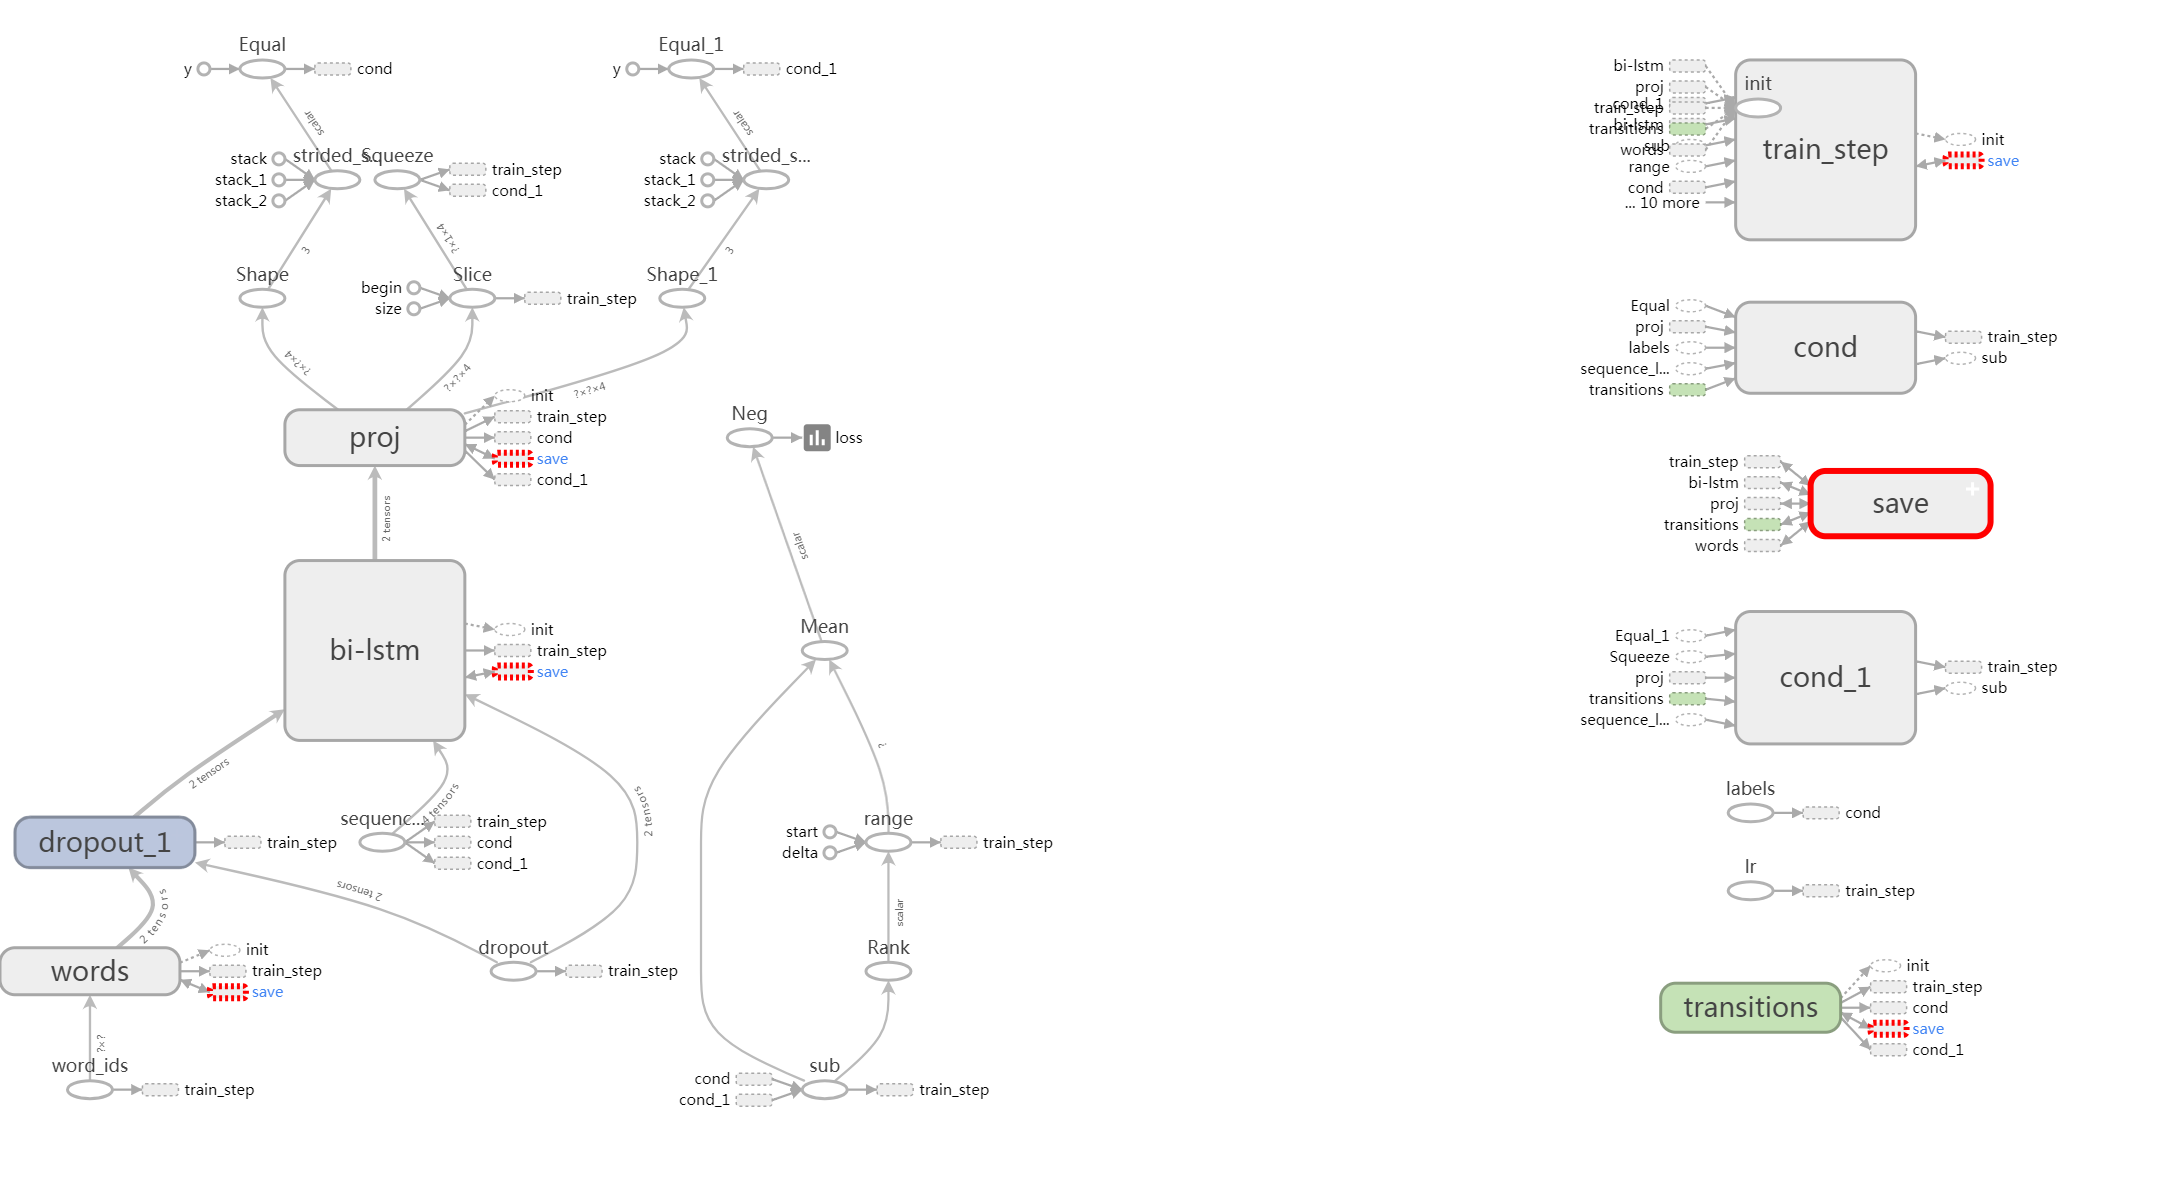 Equal
y
cond
scalar
stack
stack_1
stack_2
strided_s...
Squeeze
train_step
cond_1
3
?×1×4
Shape
begin
size
Slice
train_step
?×?×4
?×?×4
Equal_1
y
cond_1
scalar
stack
stack_1
stack_2
strided_s...
3
Shape_1
?×?×4
proj
init
train_step
cond
save
cond_1
2 tensors
bi-lstm
init
train_step
save
2 tensors
dropout_1
train_step
sequenc...
4 tensors
train_step
cond
cond_1
2 tensors
2 tensors
2 tensors
words
init
train_step
save
dropout
train_step
?×?
word_ids
train_step
Neg
loss
scalar
Mean
?
start
delta
range
train_step
scalar
Rank
cond
cond_1
sub
train_step
bi-lstm
proj
cond_1
train_step
bi-lstm
transitions
sub
words
range
cond
... 10 more
init
train_step
init
save
Equal
proj
labels
sequence_l...
transitions
cond
train_step
sub
train_step
bi-lstm
proj
transitions
words
save
Equal_1
Squeeze
proj
transitions
sequence_l...
cond_1
train_step
sub
labels
cond
lr
train_step
transitions
init
train_step
cond
save
cond_1